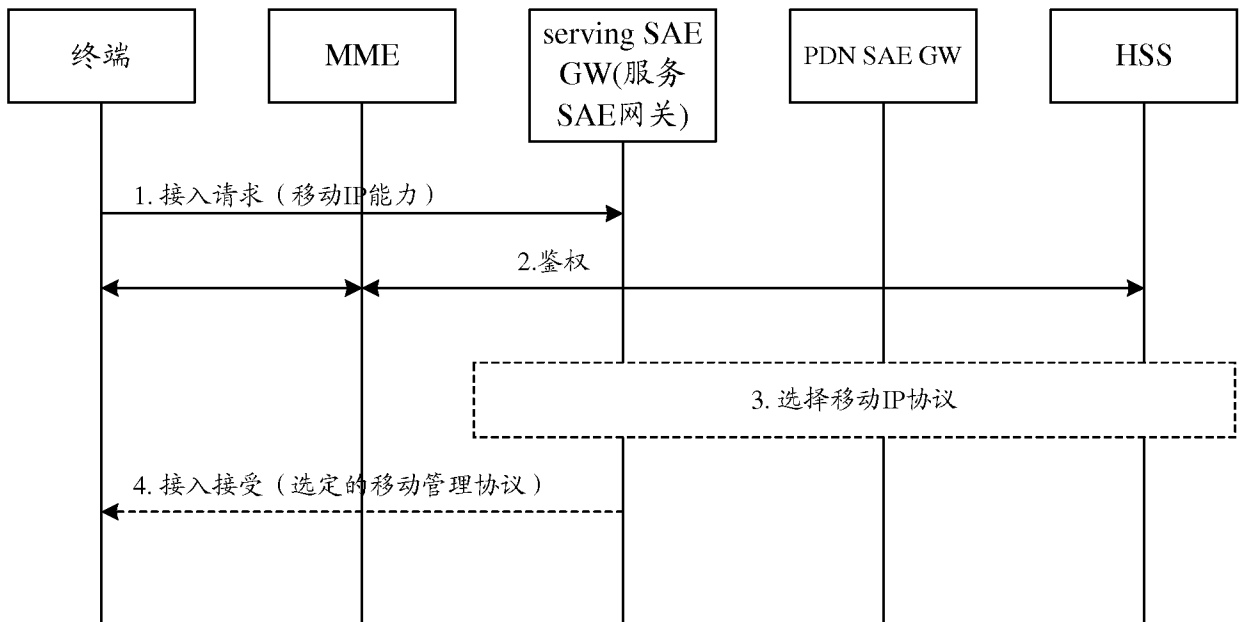 终端
MME
serving SAE
GW(服务
SAE网关)
PDN SAE GW
HSS
1. 接入请求（移动IP能力）
2.鉴权
3. 选择移动IP协议
4. 接入接受（选定的移动管理协议）